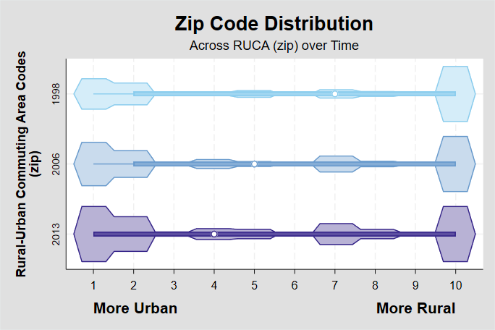 Zip Code Distribution
Across RUCA (zip) over Time
Rural-Urban Commuting Area Codes
(zip)
1998
2006
2013
1 2 3 4 5 6 7 8 9 10
More Urban More Rural